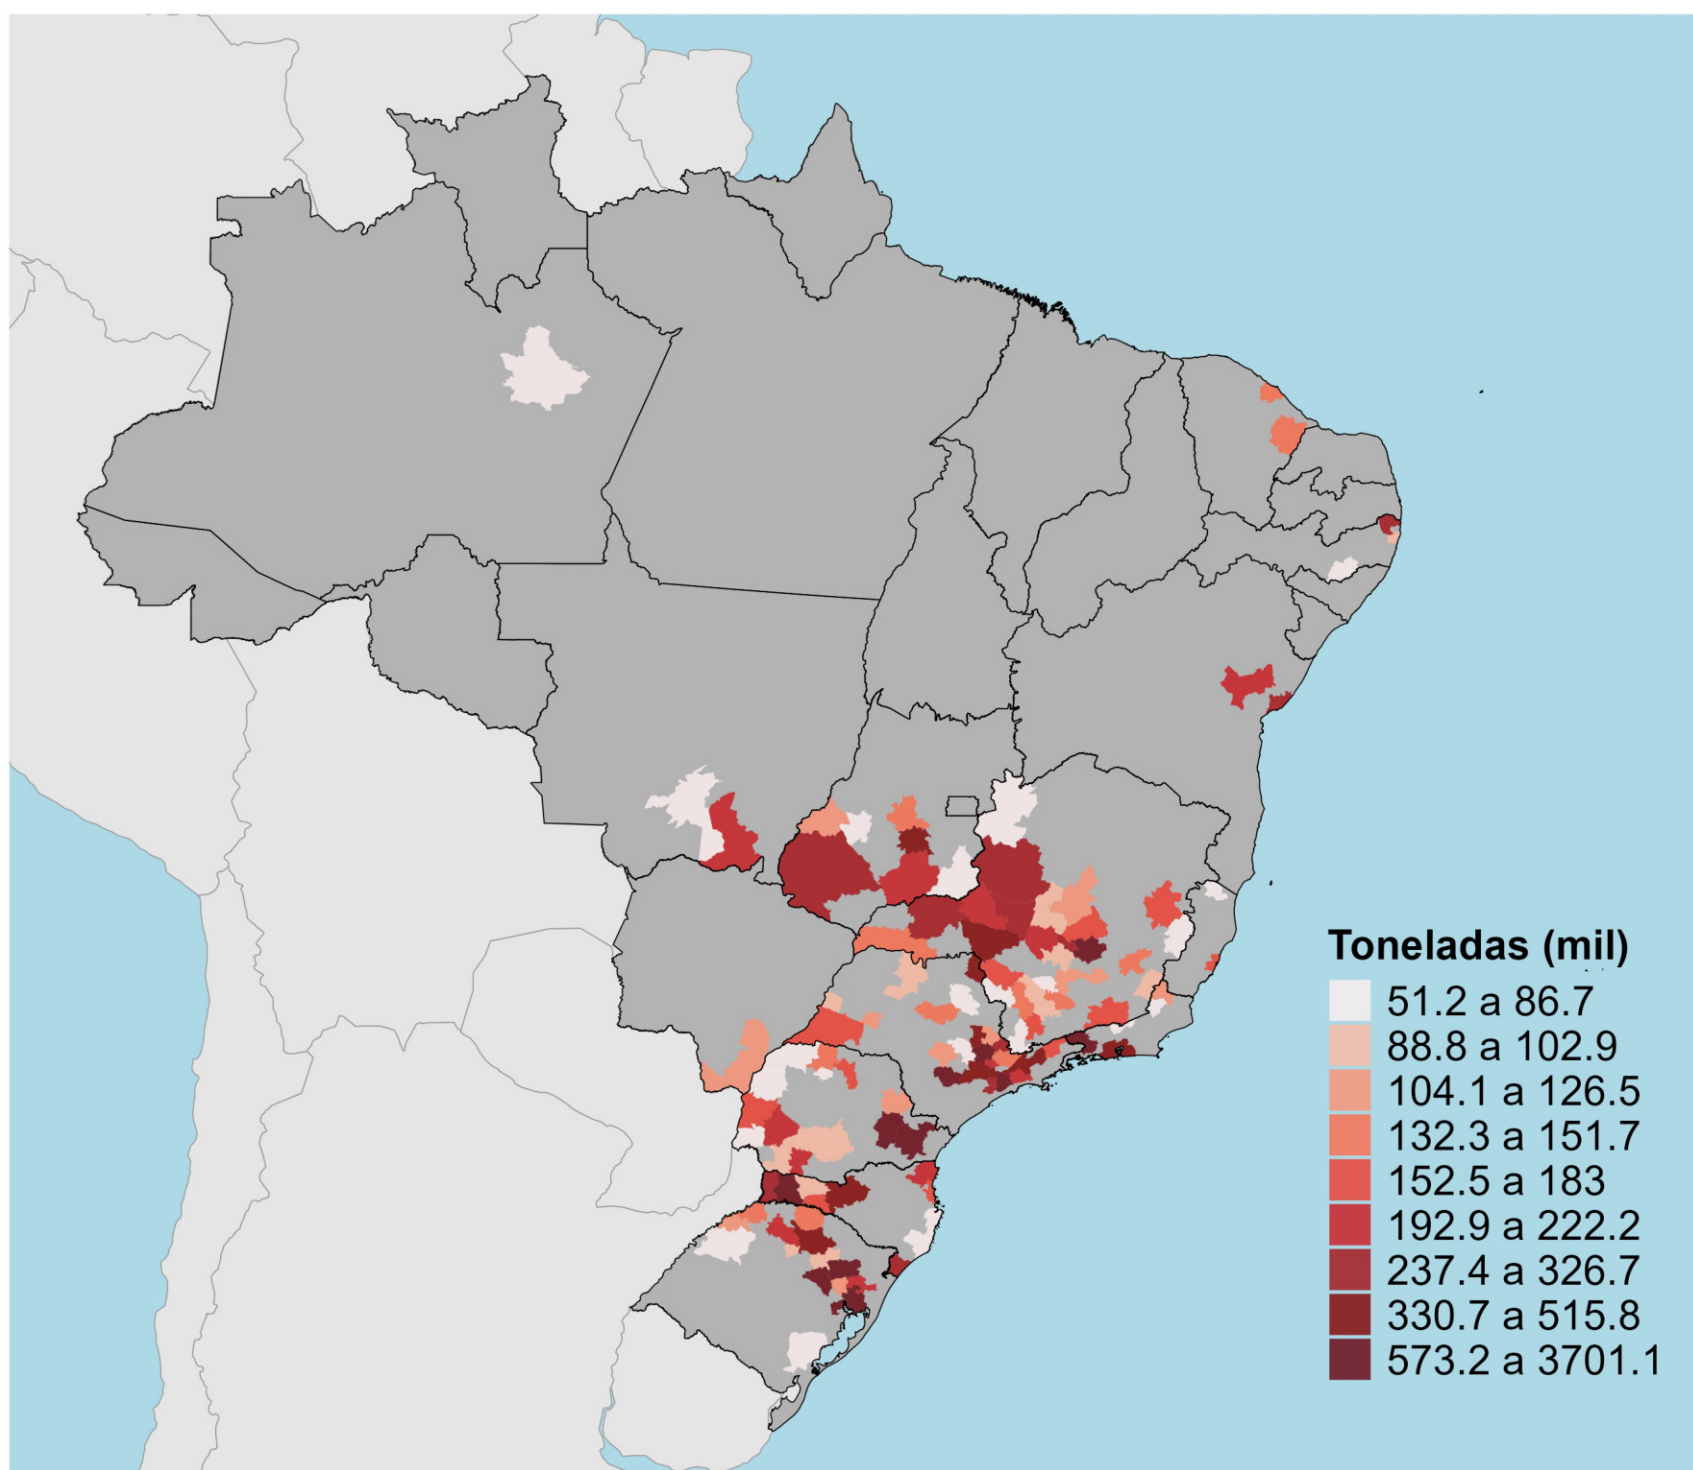 Toneladas (mil)
51.2 a 86.7
88.8 a 102.9
104.1 a 126.5
132.3 a 151.7
152.5 a 183
192.9 a 222.2
237.4 a 326.7
330.7 a 515.8
573.2 a 3701.1